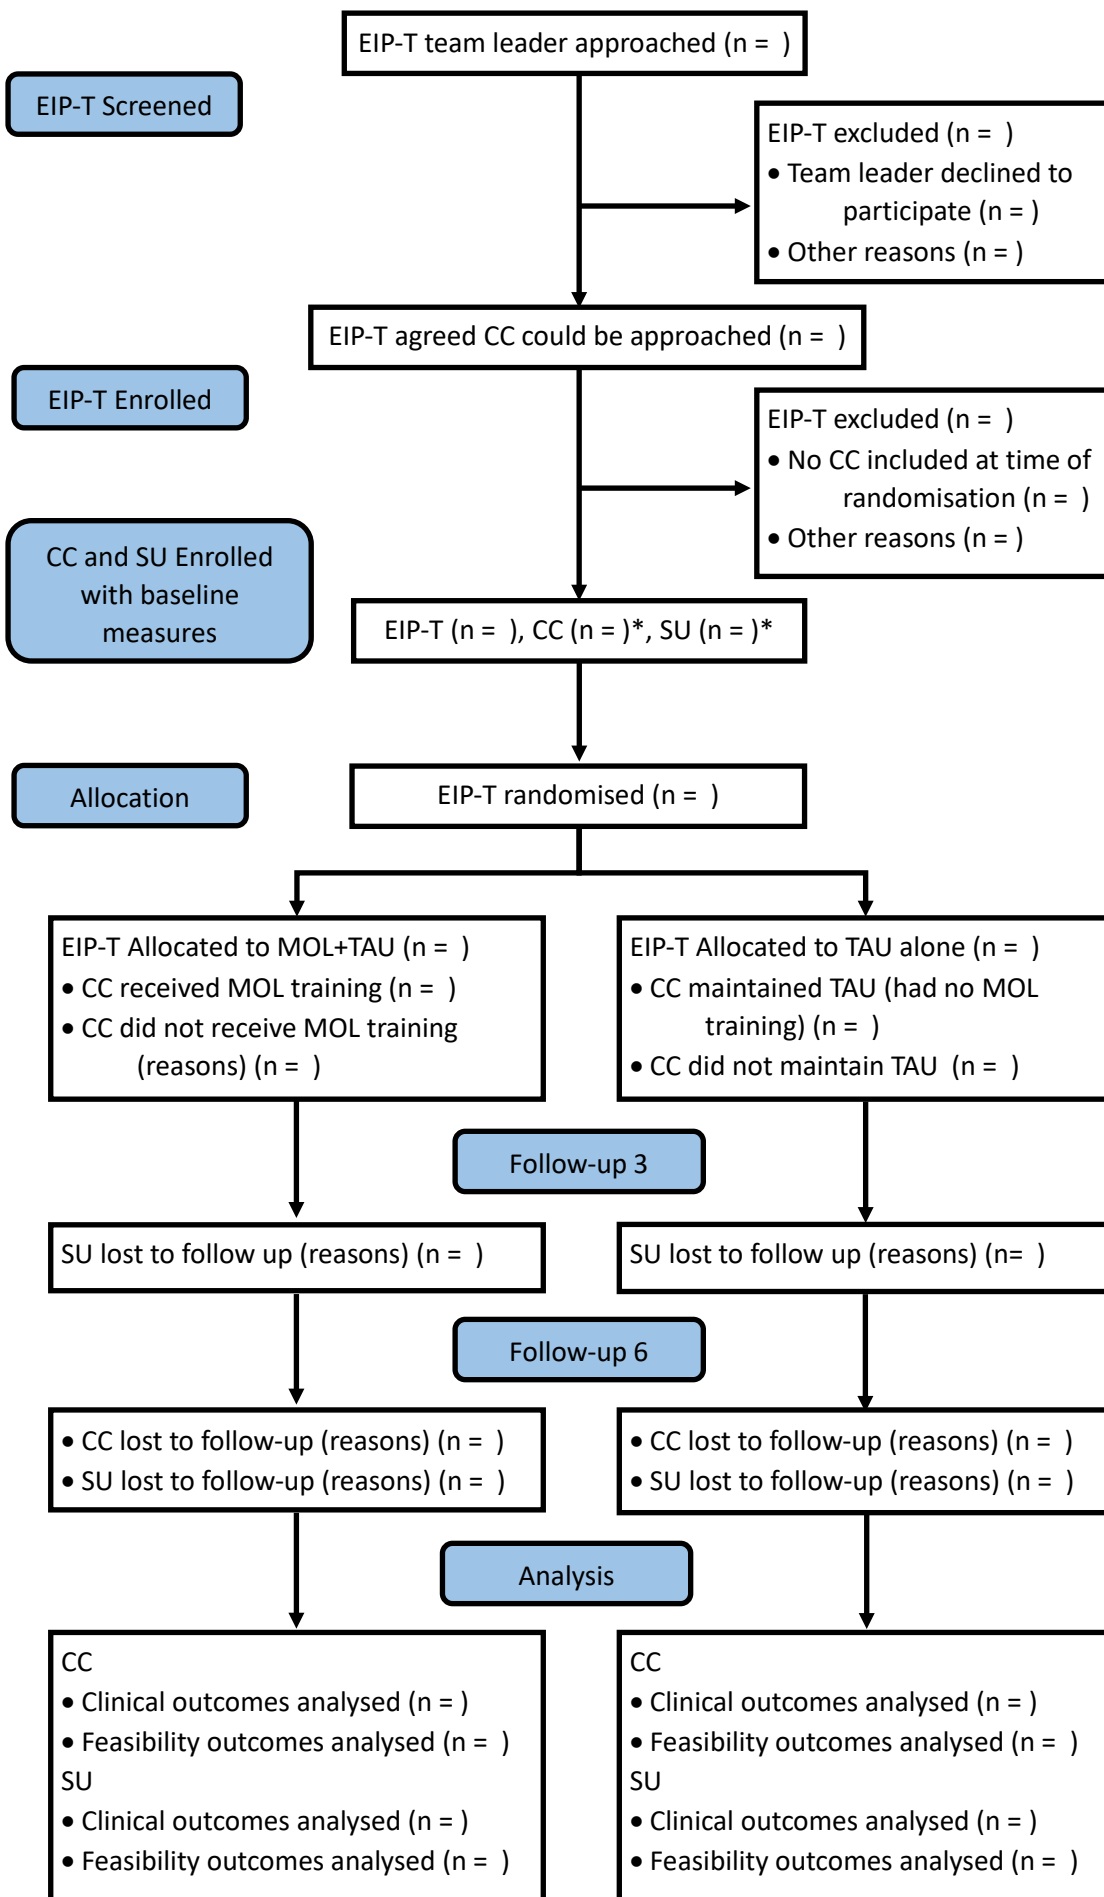 EIP-T team leader approached (n =  )
EIP-T Screened
EIP-T excluded (n =  )
• Team leader declined to
participate (n = )
• Other reasons (n = )
EIP-T agreed CC could be approached (n =  )
EIP-T Enrolled
EIP-T excluded (n =  )
• No CC included at time of
randomisation (n =  )
• Other reasons (n = )
CC and SU Enrolled
with baseline
measures
EIP-T (n =  ), CC (n = )*, SU (n = )*
Allocation
EIP-T randomised (n =  )
EIP-T Allocated to MOL+TAU (n =  )
• CC received MOL training (n =  )
• CC did not receive MOL training
(reasons) (n =  )
EIP-T Allocated to TAU alone (n =  )
• CC maintained TAU (had no MOL
training) (n =  )
• CC did not maintain TAU  (n =  )
Follow-up 3
SU lost to follow up (reasons) (n =  )
SU lost to follow up (reasons) (n=  )
Follow-up 6
• CC lost to follow-up (reasons) (n =  )
• SU lost to follow-up (reasons) (n =  )
• CC lost to follow-up (reasons) (n =  )
• SU lost to follow-up (reasons) (n =  )
Analysis
CC
• Clinical outcomes analysed (n = )
• Feasibility outcomes analysed (n =  )
SU
• Clinical outcomes analysed (n = )
• Feasibility outcomes analysed (n =  )
CC
• Clinical outcomes analysed (n = )
• Feasibility outcomes analysed (n =  )
SU
• Clinical outcomes analysed (n = )
• Feasibility outcomes analysed (n =  )